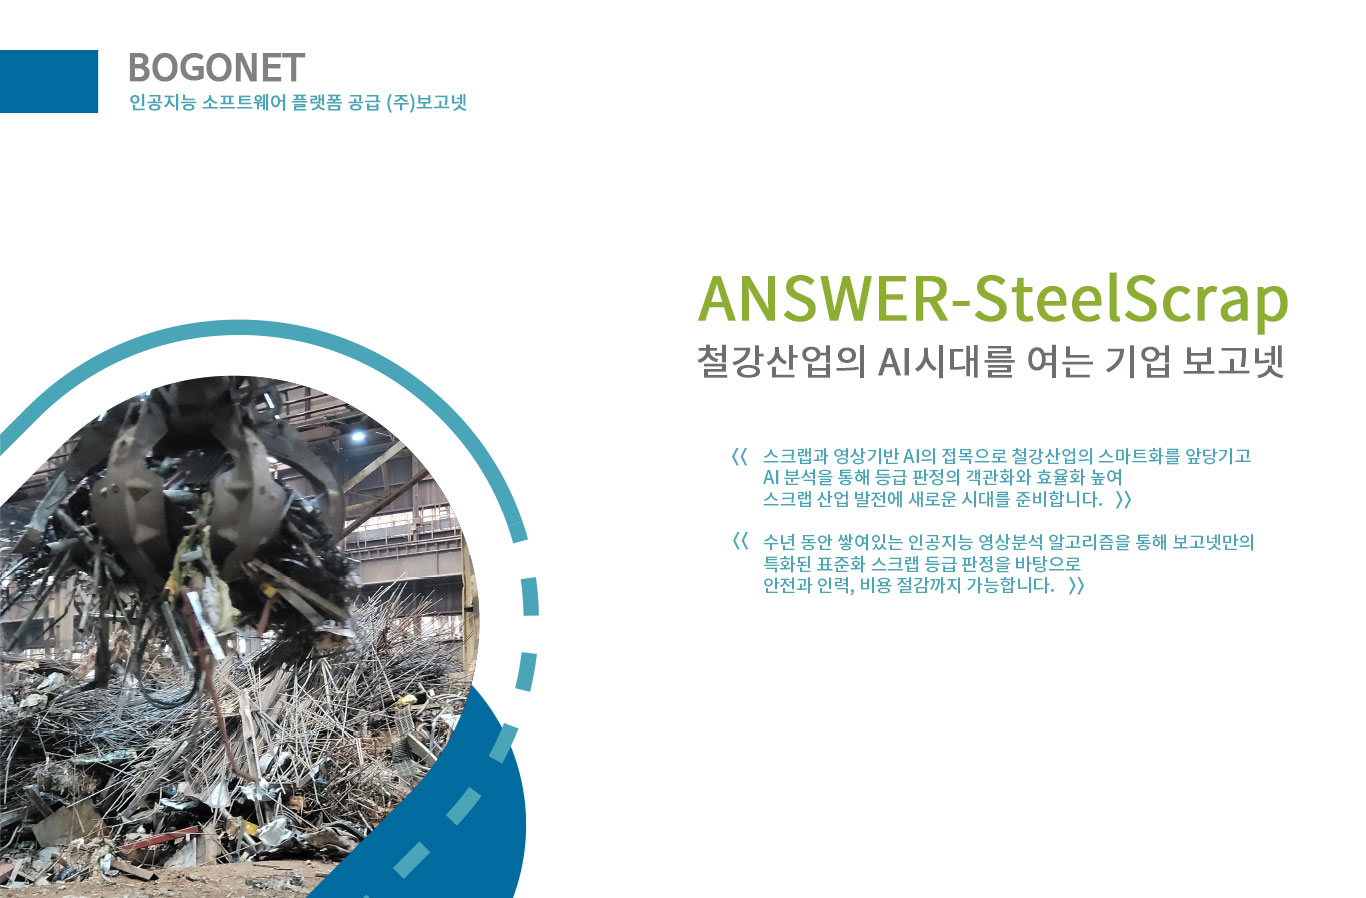 BOGONET
인공지능 소프트웨어 플랫폼 공급 (주)보고넷
ANSWER-SteelScrap
철강산업의 AI시대를 여는 기업 보고넷
《 스크랩과 영상기반 AI의 접목으로 철강산업의 스마트화를 앞당기고
AI 분석을 통해 등급 판정의 객관화와 효율화 높여
스크랩 산업 발전에 새로운 시대를 준비합니다. 》
《 수년 동안 쌓여있는 인공지능 영상분석 알고리즘을 통해 보고넷만의
특화된 표준화 스크랩 등급 판정을 바탕으로
안전과 인력, 비용 절감까지 가능합니다. 》